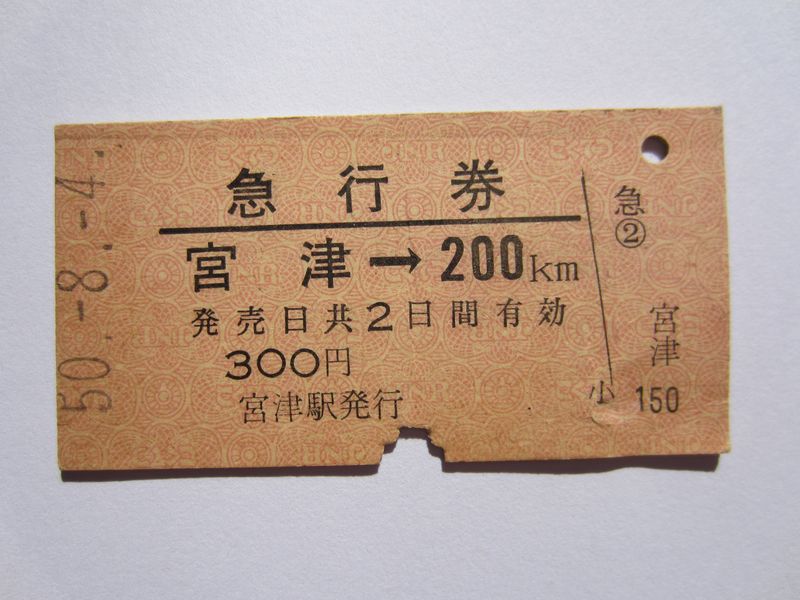 50.-8.-4
急行券
宮津→200km
発売日共2日間有効
300円
宮津駅発行
急
②
宮津
小 150